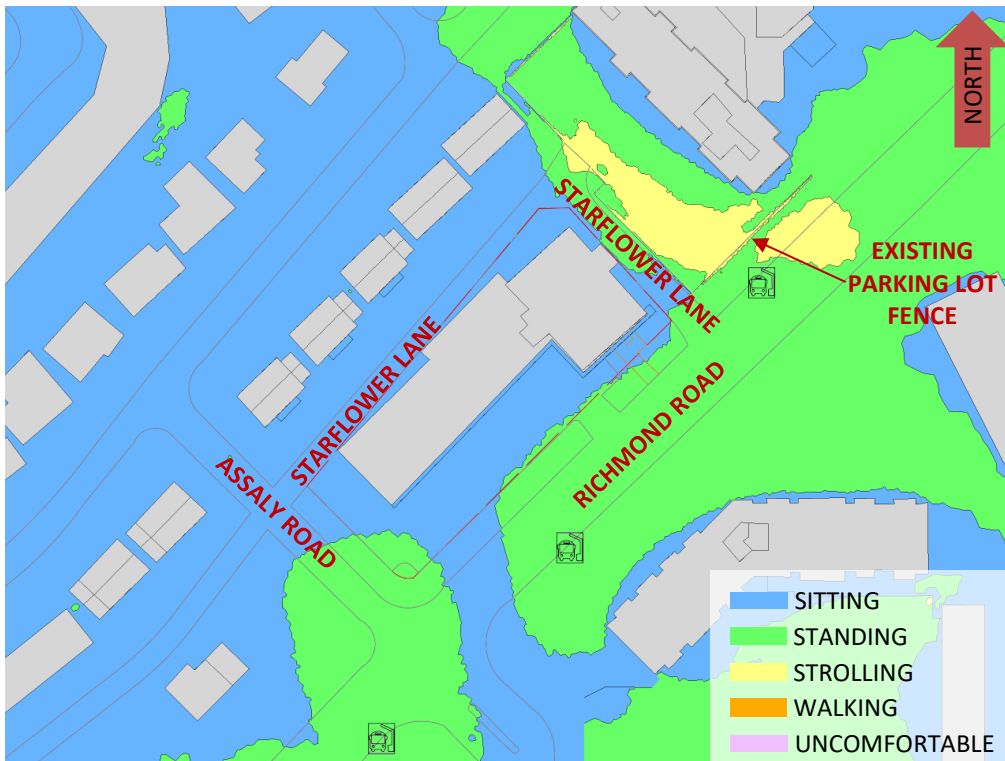 NORTH
STARFLOWER LANE
EXISTING
PARKING LOT
FENCE
STARFLOWER LANE
RICHMOND ROAD
ASSALY ROAD
SITTING
STANDING
STROLLING
WALKING
UNCOMFORTABLE